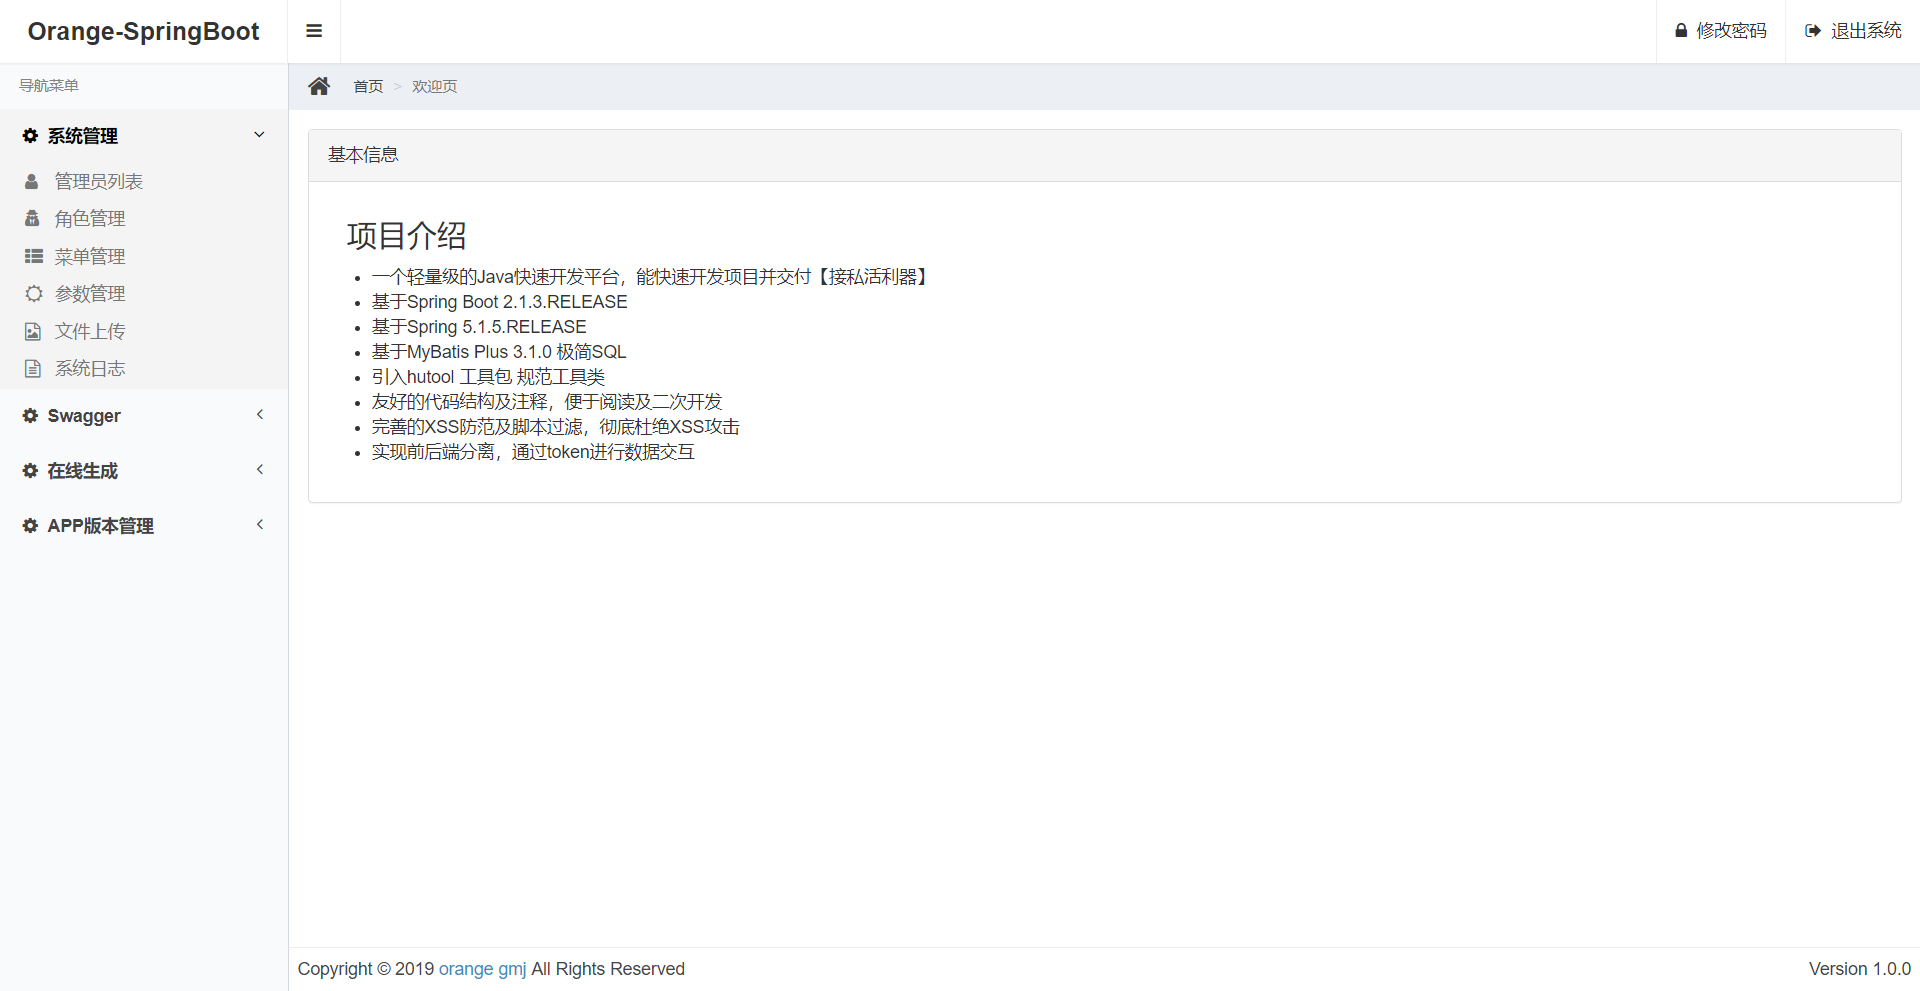 Orange-SpringBoot
修改密码
退出系统
导航菜单
首页 > 欢迎页
系统管理
管理员列表
角色管理
菜单管理
参数管理
文件上传
系统日志
Swagger
在线生成
APP版本管理
基本信息
项目介绍
一个轻量级的Java快速开发平台，能快速开发项目并交付【接私活利器】
基于Spring Boot 2.1.3.RELEASE
基于Spring 5.1.5.RELEASE
基于MyBatis Plus 3.1.0 极简SQL
引入hutool 工具包 规范工具类
友好的代码结构及注释，便于阅读及二次开发
完善的XSS防范及脚本过滤，彻底杜绝XSS攻击
实现前后端分离，通过token进行数据交互
Copyright © 2019 orange gmj All Rights Reserved
Version 1.0.0